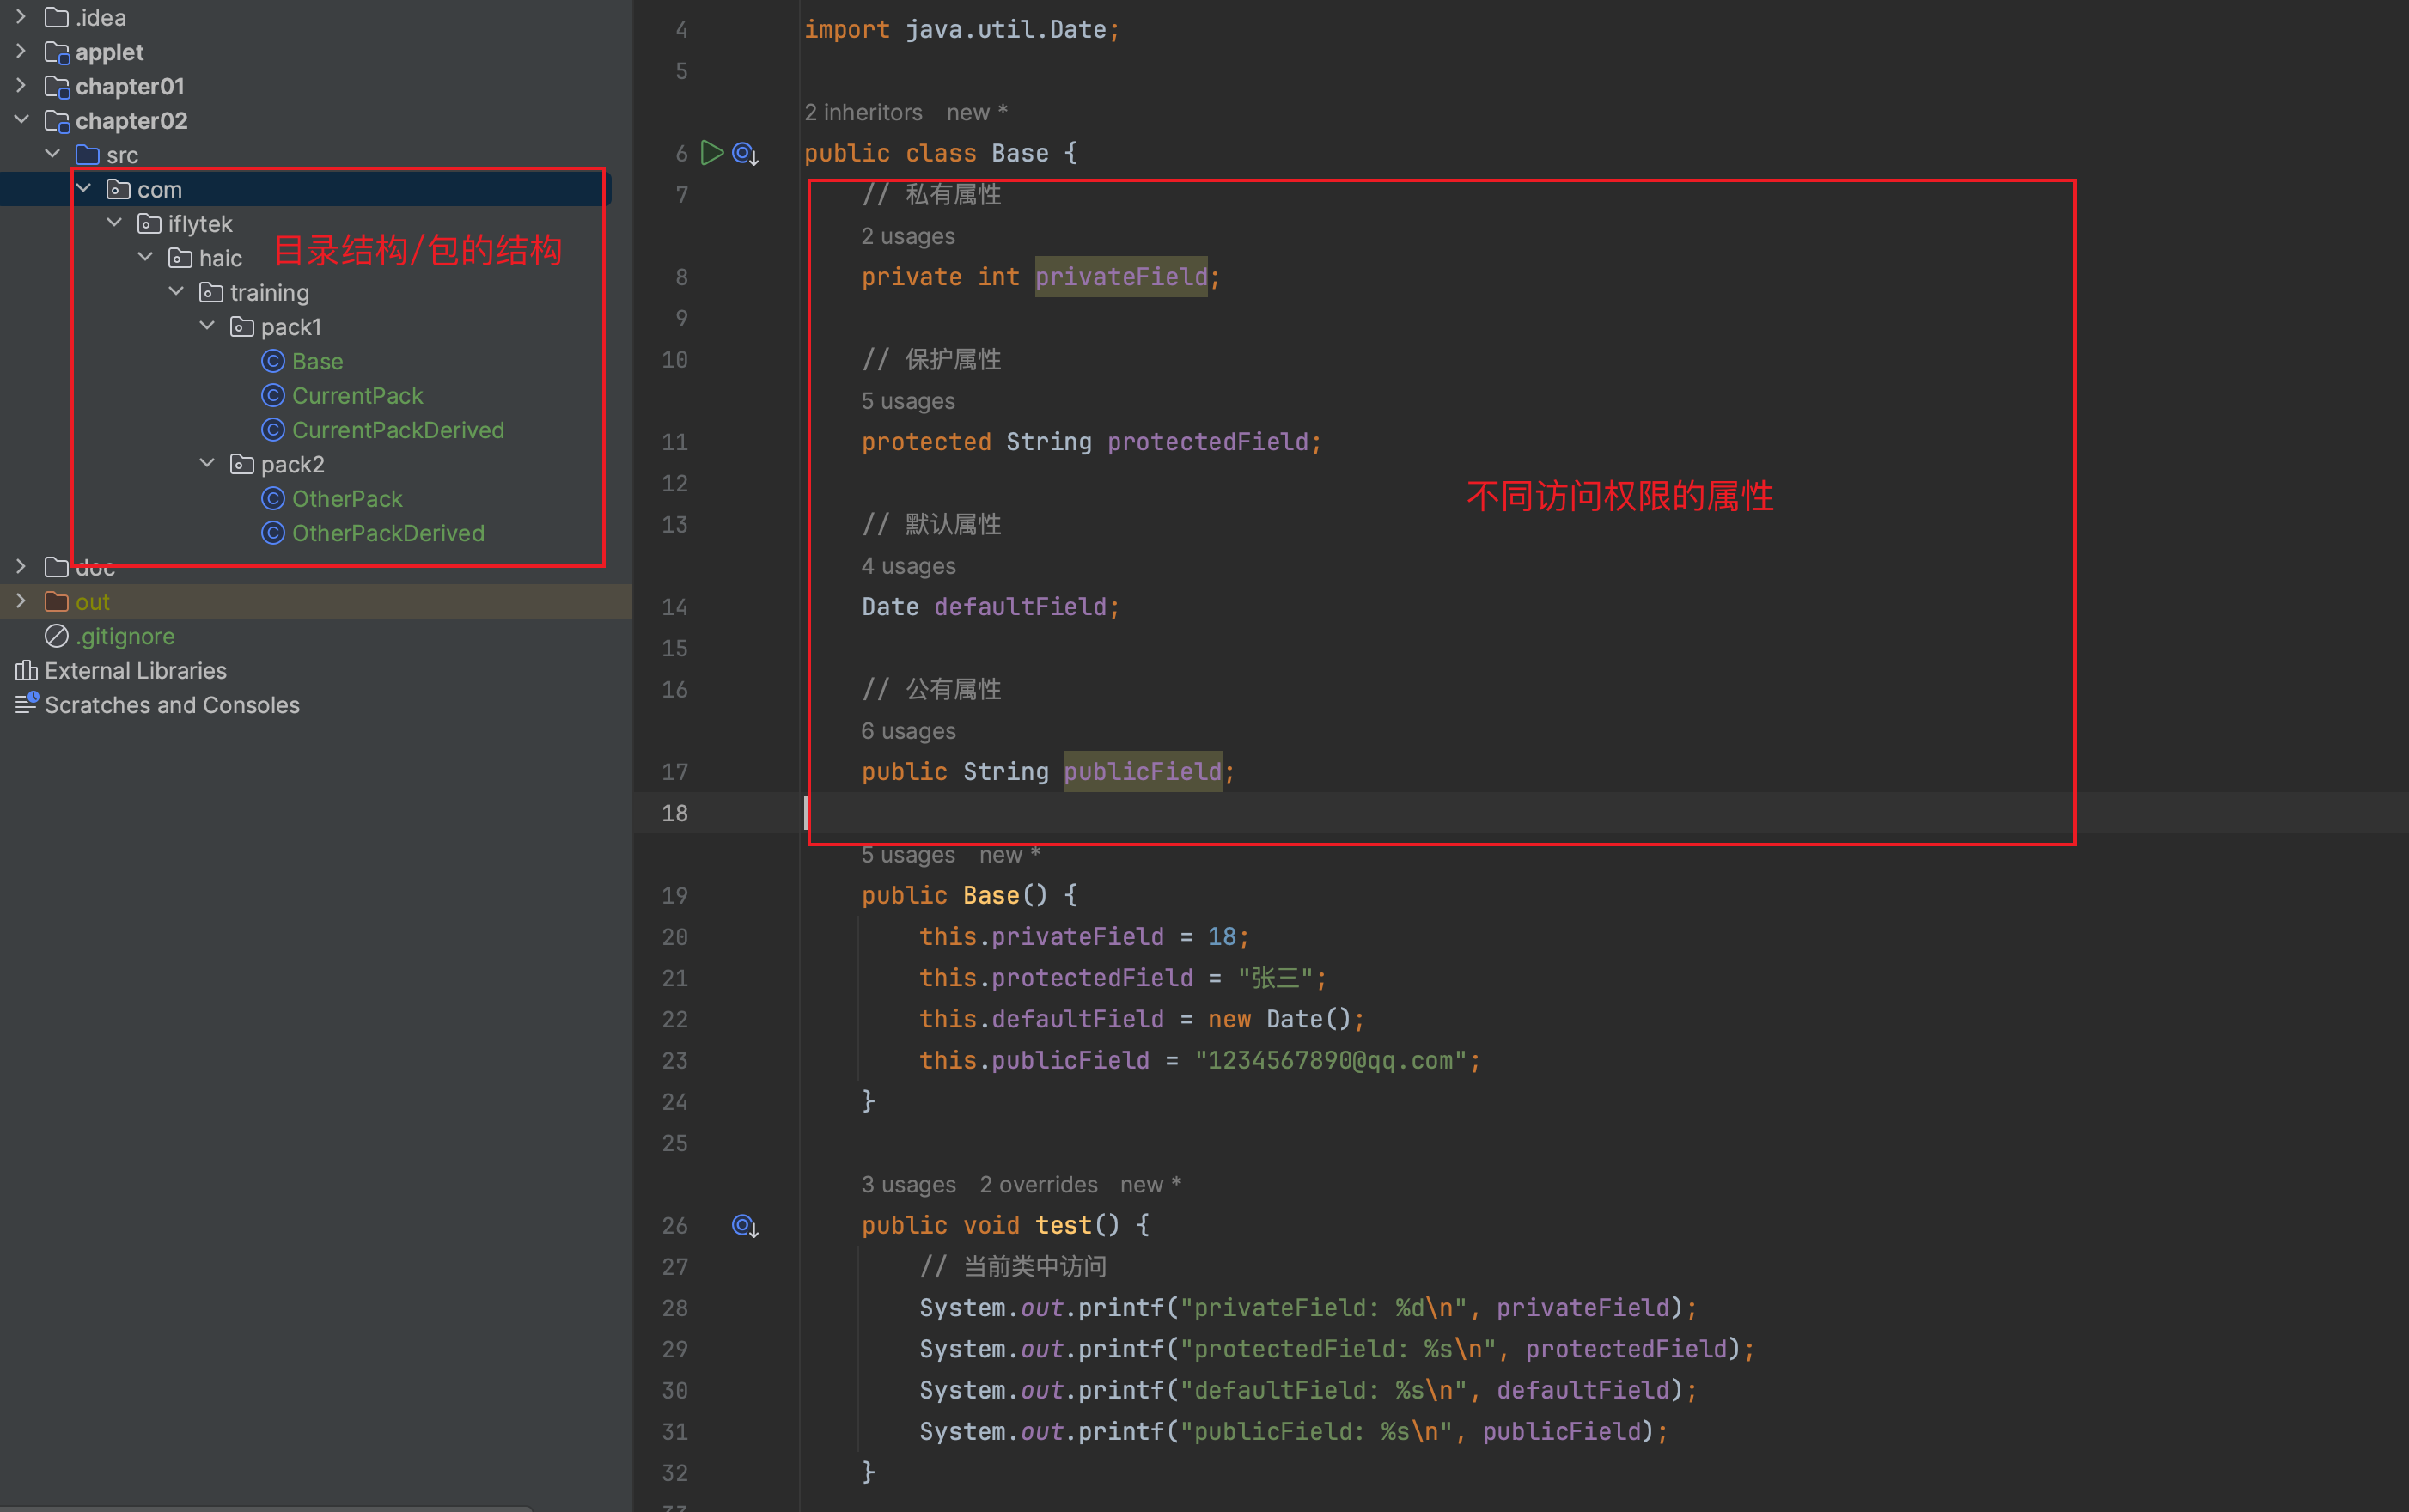 .idea
applet
chapter01
chapter02
src
com
iflytek
haic
目录结构/包的结构
training
pack1
Base
CurrentPack
CurrentPackDerived
pack2
OtherPack
OtherPackDerived
doc
out
.gitignore
External Libraries
Scratches and Consoles
4 import java.util.Date;
5
2 inheritors new *
6 public class Base {
7 // 私有属性
2 usages
8 private int privateField;
9
10 // 保护属性
5 usages
11 protected String protectedField;
12
不同访问权限的属性
13 // 默认属性
4 usages
14 Date defaultField;
15
16 // 公有属性
6 usages
17 public String publicField;
18
5 usages new *
19 public Base() {
20 this.privateField = 18;
21 this.protectedField = "张三";
22 this.defaultField = new Date();
23 this.publicField = "1234567890@qq.com";
24 }
25
3 usages 2 overrides new *
26 public void test() {
27 // 当前类中访问
28 System.out.printf("privateField: %d\n", privateField);
29 System.out.printf("protectedField: %s\n", protectedField);
30 System.out.printf("defaultField: %s\n", defaultField);
31 System.out.printf("publicField: %s\n", publicField);
32 }